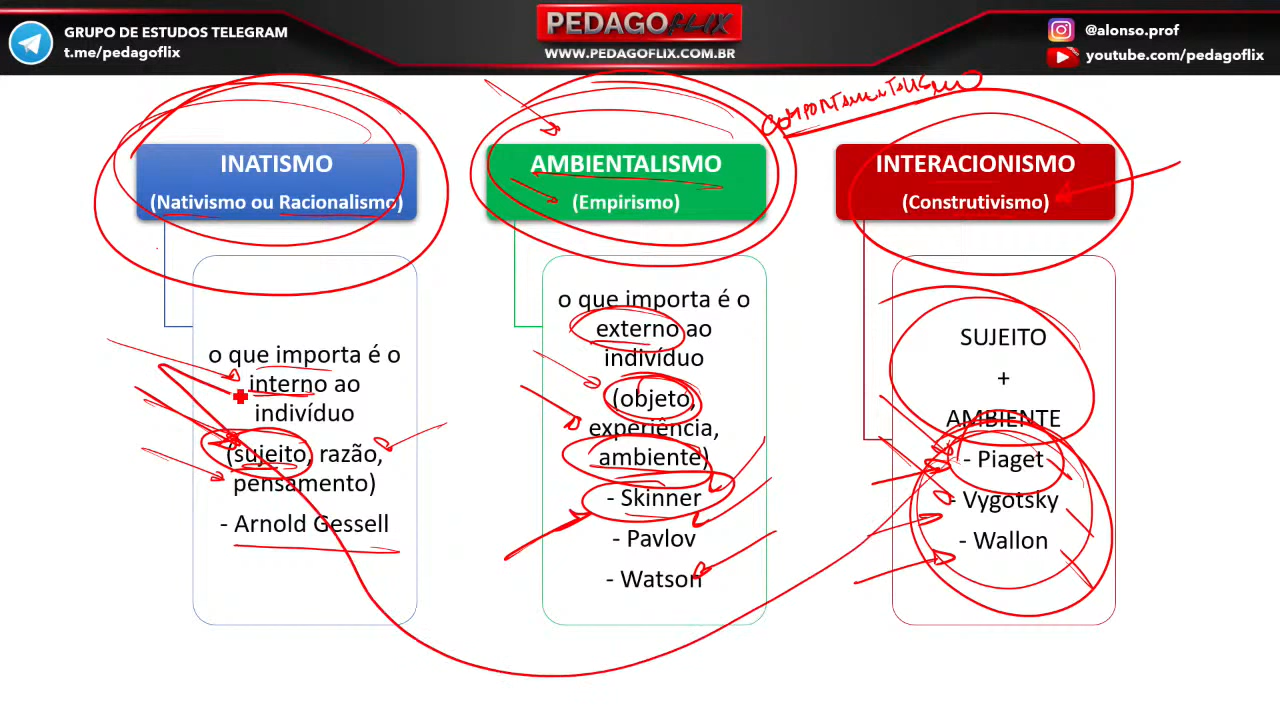 GRUPO DE ESTUDOS TELEGRAM
t.me/pedagoflix
PEDAGOFLIX
WWW.PEDAGOFLIX.COM.BR
@alonso.prof
youtube.com/pedagoflix
COMPORTAMENTALISMO
INATISMO
(Nativismo ou Racionalismo)
o que importa é o
interno ao
indivíduo
(sujeito, razão,
pensamento)
- Arnold Gessell
AMBIENTALISMO
(Empirismo)
o que importa é o
externo ao
indivíduo
(objeto,
experiência,
ambiente)
- Skinner
- Pavlov
- Watson
INTERACIONISMO
(Construtivismo)
SUJEITO
+
AMBIENTE
- Piaget
- Vygotsky
- Wallon